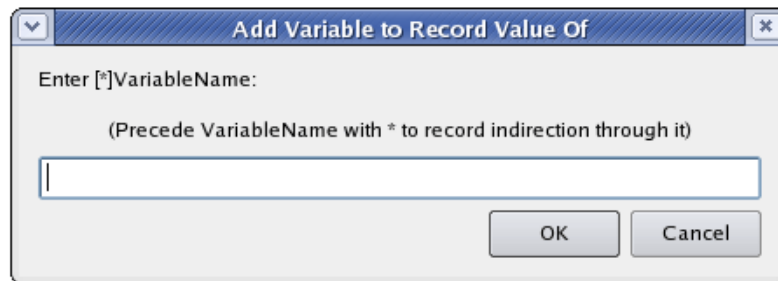 Add Variable to Record Value Of
Enter [*]VariableName:
(Precede VariableName with * to record indirection through it)
OK
Cancel